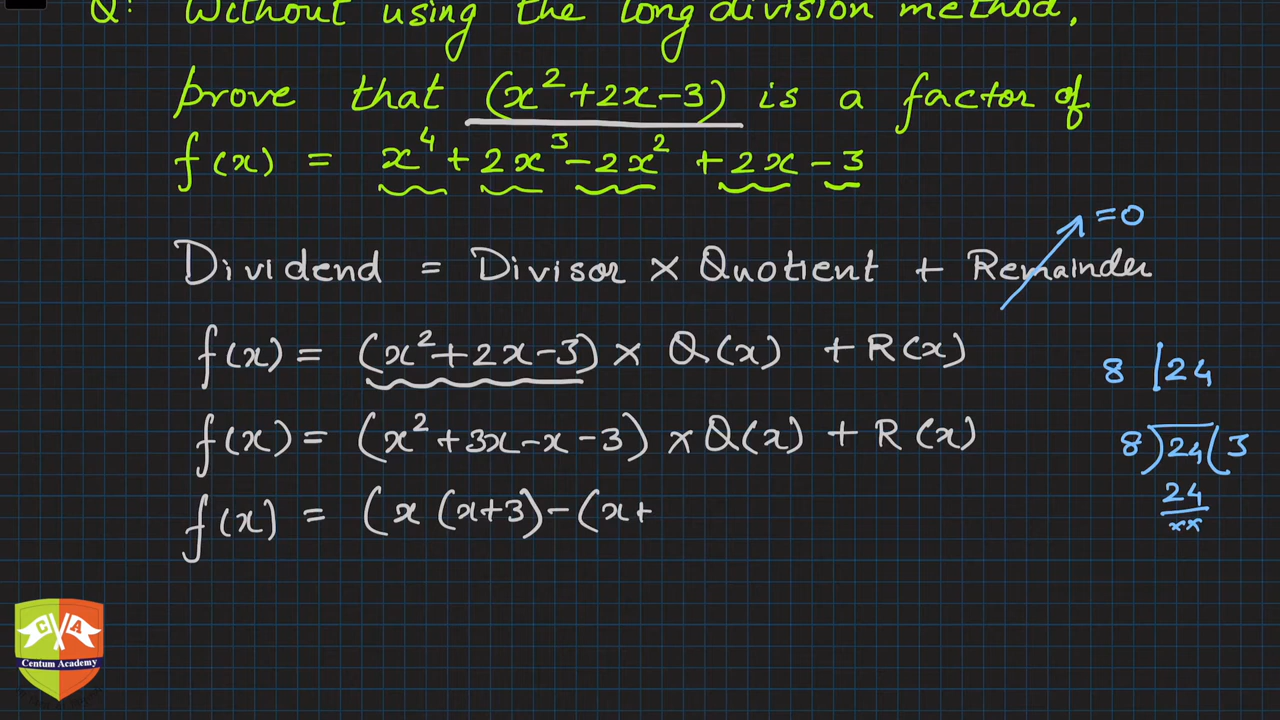 Q: Without using the long division method,
prove that (x²+2x-3) is a factor of
f(x) = x⁴ + 2x³ - 2x² + 2x - 3
= 0
Dividend = Divisor × Quotient + Remainder
f(x) = (x²+2x-3) × Q(x) + R(x)
8 |24
f(x) = (x²+3x-x-3) × Q(x) + R(x)
8)24(3
24
xx
f(x) = (x (x+3) - (x+
CA
Centum Academy